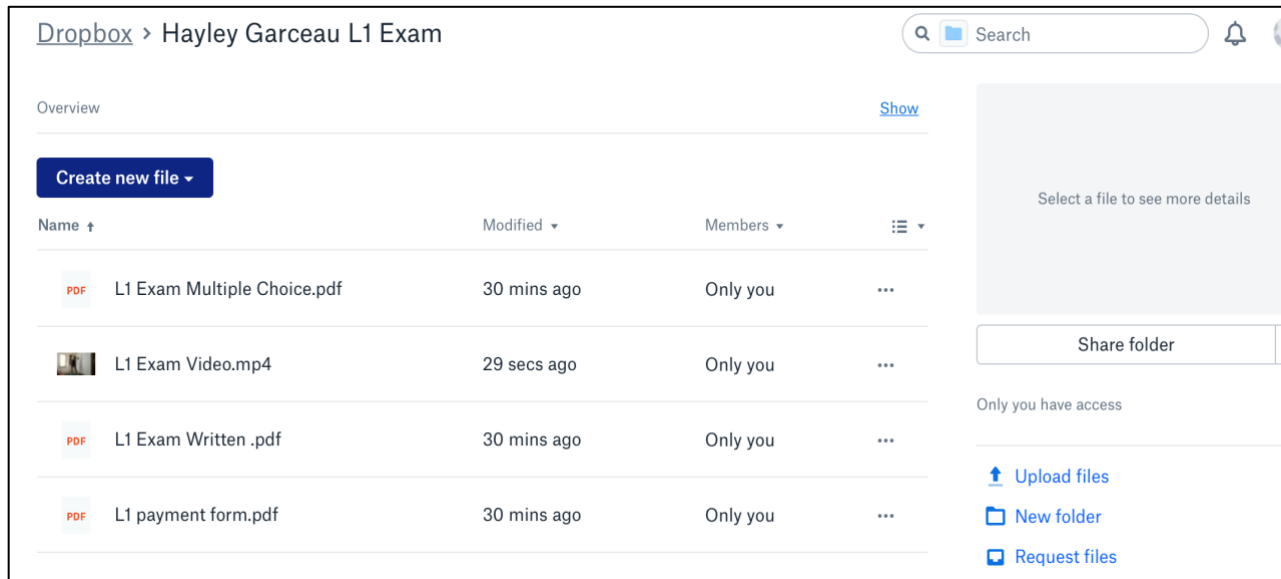 Dropbox > Hayley Garceau L1 Exam
Search
Overview
Show
Create new file
Name
Modified
Members
PDF
L1 Exam Multiple Choice.pdf
30 mins ago
Only you
L1 Exam Video.mp4
29 secs ago
Only you
PDF
L1 Exam Written .pdf
30 mins ago
Only you
PDF
L1 payment form.pdf
30 mins ago
Only you
Select a file to see more details
Share folder
Only you have access
Upload files
New folder
Request files